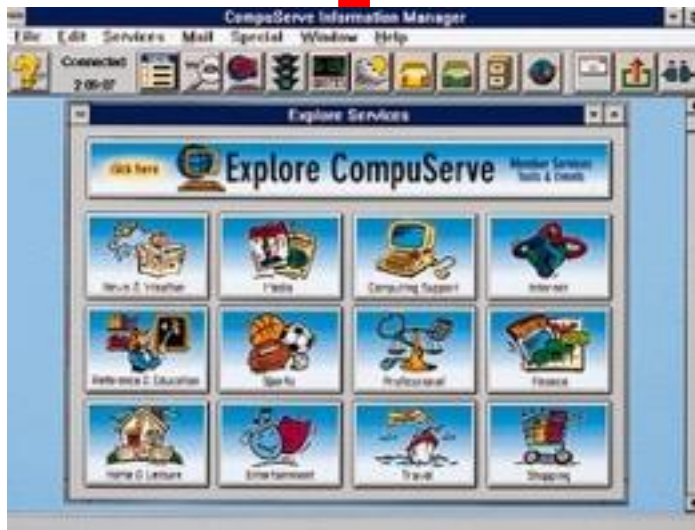 CompuServe Information Manager
File Edit Services Mail Special Window Help
Connected
Explore Services
click here Explore CompuServe Member Services
Tools & Events
News & Weather Media Computing Support Internet
Reference & Education Sports Professional Finance
Home & Leisure Entertainment Travel Shopping